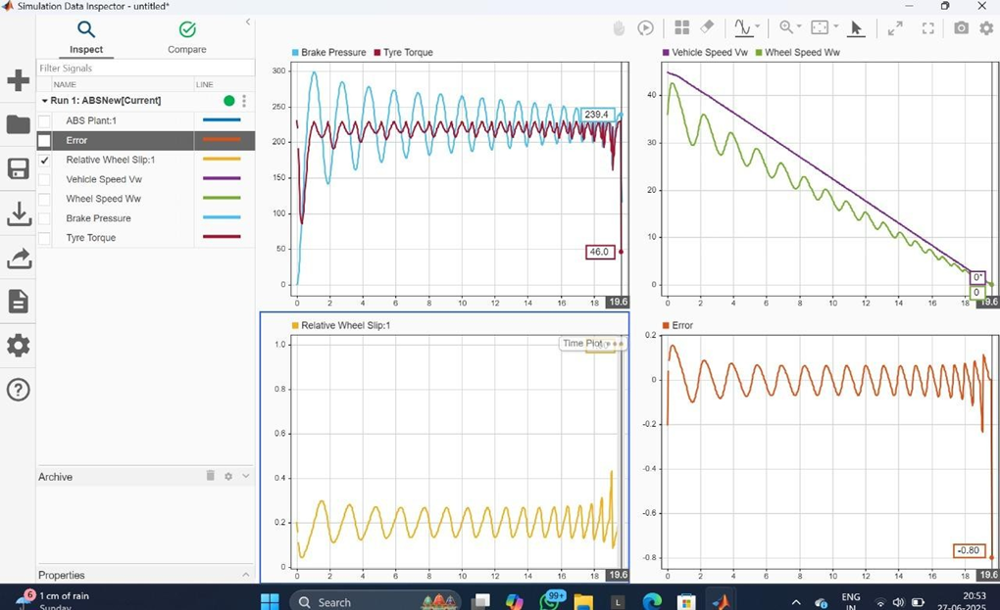 Simulation Data Inspector - untitled*
Inspect
Compare
Filter Signals
NAME
LINE
Run 1: ABSNew[Current]
ABS Plant:1
Error
Relative Wheel Slip:1
Vehicle Speed Vw
Wheel Speed Ww
Brake Pressure
Tyre Torque
Archive
Properties
Brake Pressure Tyre Torque
300
250
200
150
100
50
0
239.4
46.0
0 2 4 6 8 10 12 14 16 18 19.6
Vehicle Speed Vw Wheel Speed Ww
40
30
20
10
0
0*
0
0 2 4 6 8 10 12 14 16 18 19.6
Relative Wheel Slip:1
Time Plot
1.0
0.8
0.6
0.4
0.2
0
0 2 4 6 8 10 12 14 16 18 19.6
Error
0.2
0
-0.2
-0.4
-0.6
-0.8
-0.80
0 2 4 6 8 10 12 14 16 18 19.6
6
1 cm of rain
Sunday
Search
99+
L
ENG
IN
20:53
27-06-2025